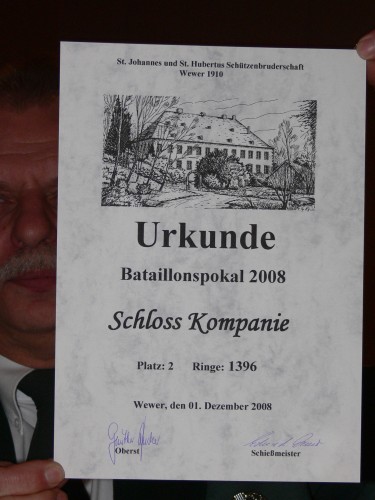 St. Johannes und St. Hubertus Schützenbruderschaft
Wewer 1910
Urkunde
Bataillonspokal 2008
Schloss Kompanie
Platz: 2 Ringe: 1396
Wewer, den 01. Dezember 2008
Oberst Schießmeister